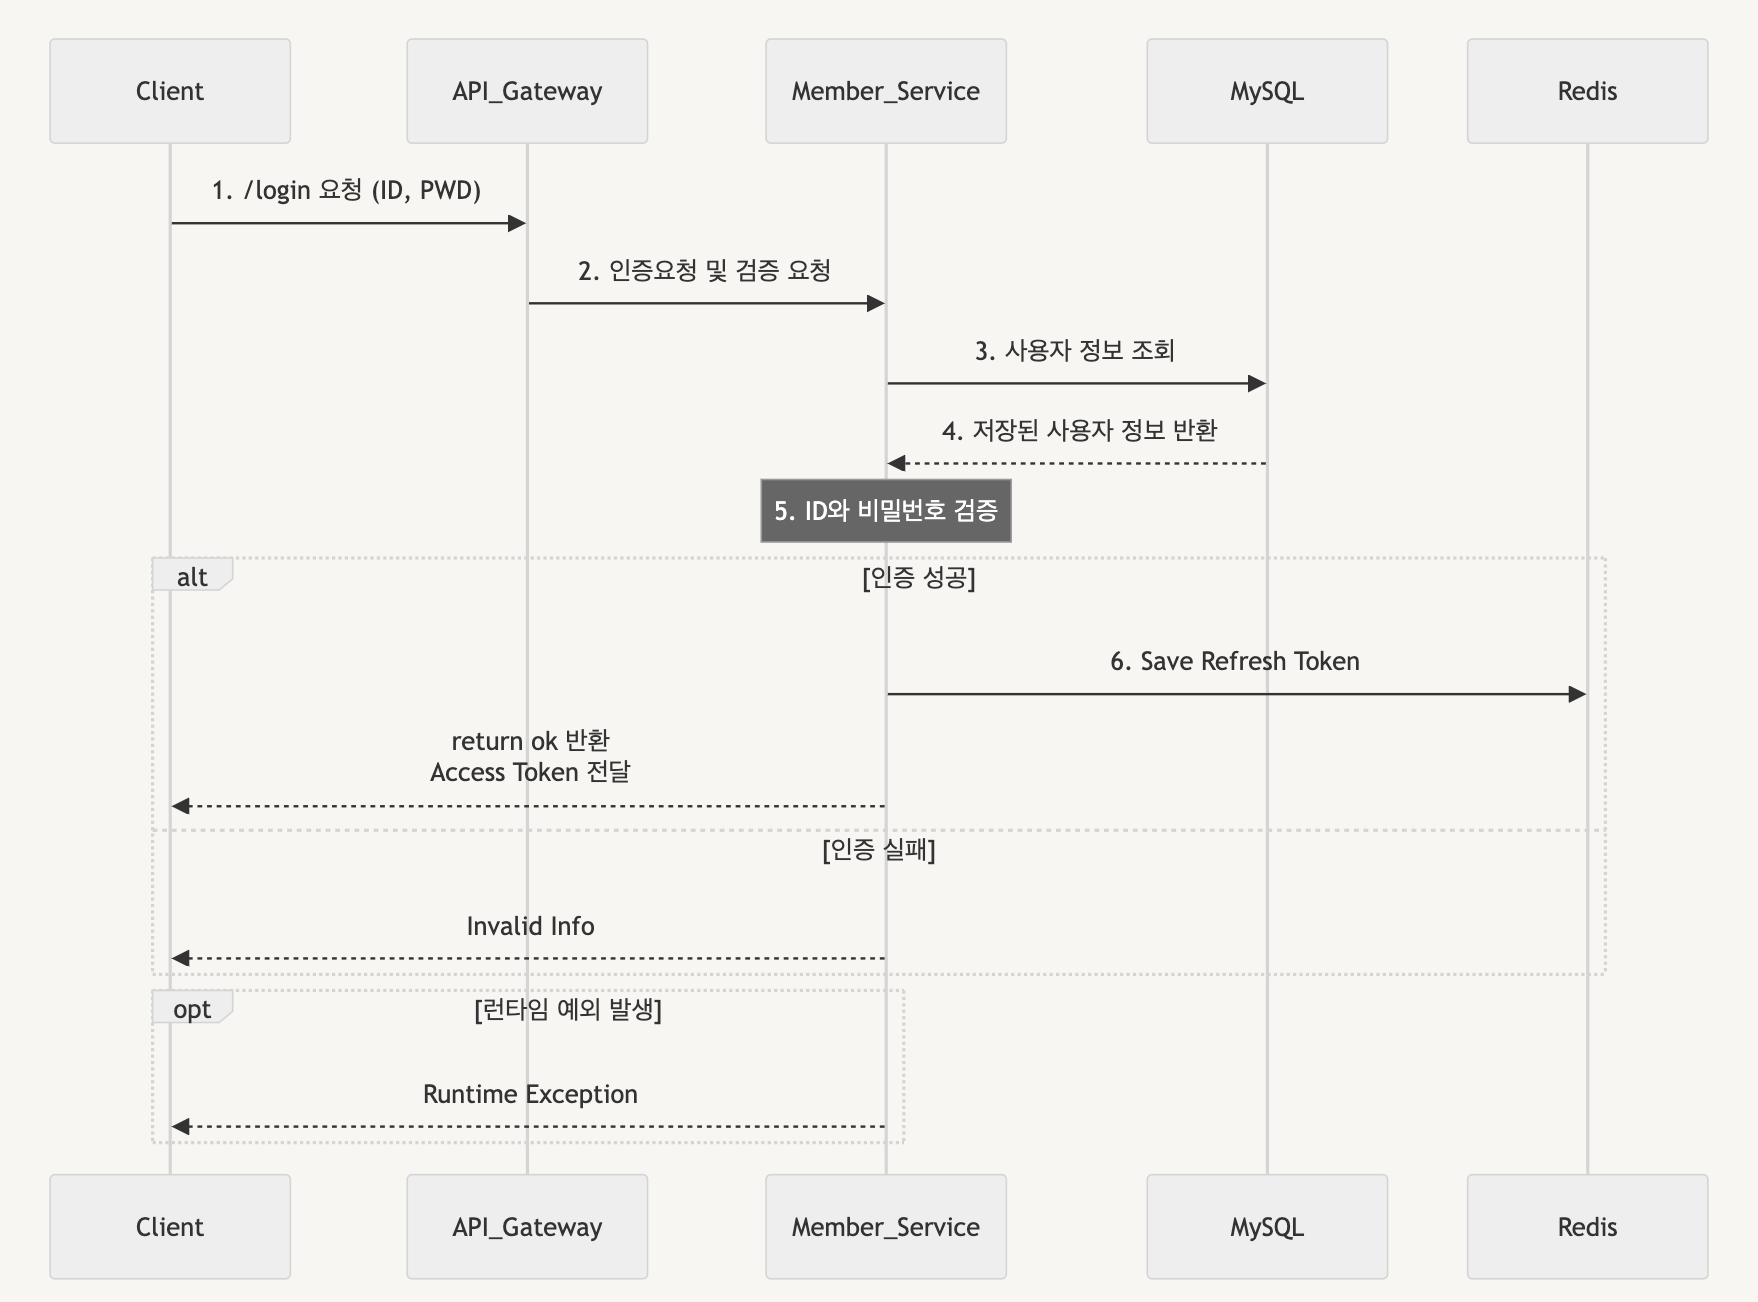 Client
API_Gateway
Member_Service
MySQL
Redis
1. /login 요청 (ID, PWD)
2. 인증요청 및 검증 요청
3. 사용자 정보 조회
4. 저장된 사용자 정보 반환
5. ID와 비밀번호 검증
alt
[인증 성공]
6. Save Refresh Token
return ok 반환
Access Token 전달
[인증 실패]
Invalid Info
opt
[런타임 예외 발생]
Runtime Exception
Client
API_Gateway
Member_Service
MySQL
Redis